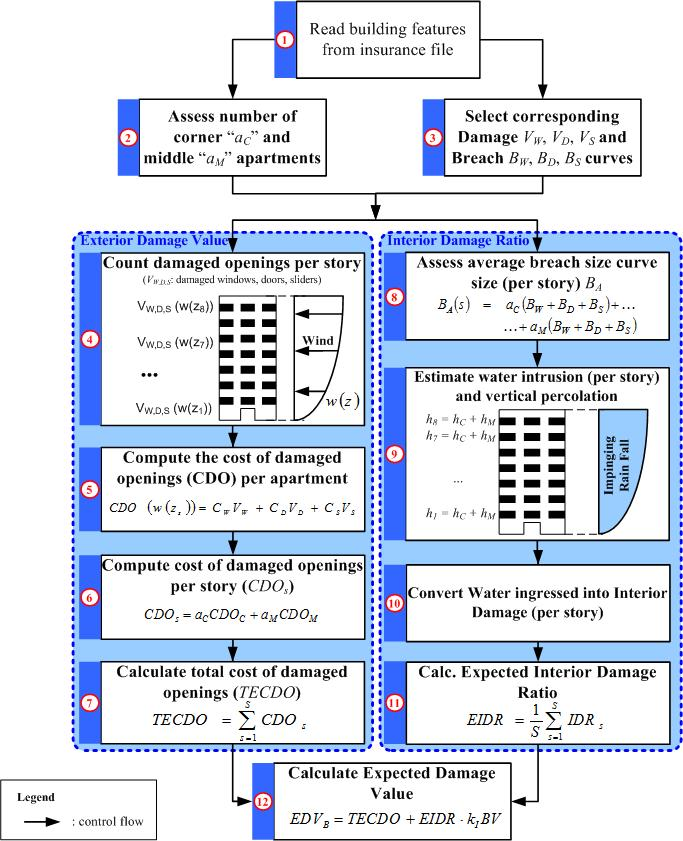 1
Read building features
from insurance file
2
Assess number of
corner “aC” and
middle “aM” apartments
3
Select corresponding
Damage VW, VD, VS and
Breach BW, BD, BS curves
Exterior Damage Value
4
Count damaged openings per story
(VW,D,S: damaged windows, doors, sliders)
VW,D,S (w(z8))
VW,D,S (w(z7))
...
VW,D,S (w(z1))
Wind
w(z)
5
Compute the cost of damaged
openings (CDO) per apartment
CDO (w(zs)) = CWVW + CDVD + CSVS
6
Compute cost of damaged openings
per story (CDOs)
CDOs = aCCDOC + aMCDOM
7
Calculate total cost of damaged
openings (TECDO)
TECDO = ∑ s=1 S CDO s
Interior Damage Ratio
8
Assess average breach size curve
size (per story) BA
BA(s) = aC(BW + BD + BS) + ...
... + aM(BW + BD + BS)
9
Estimate water intrusion (per story)
and vertical percolation
h8 = hC + hM
h7 = hC + hM
...
h1 = hC + hM
Impinging
Rain Fall
10
Convert Water ingressed into Interior
Damage (per story)
11
Calc. Expected Interior Damage
Ratio
EIDR = 1/S ∑ s=1 S IDR s
12
Calculate Expected Damage
Value
EDVB = TECDO + EIDR · kIBV
Legend
: control flow